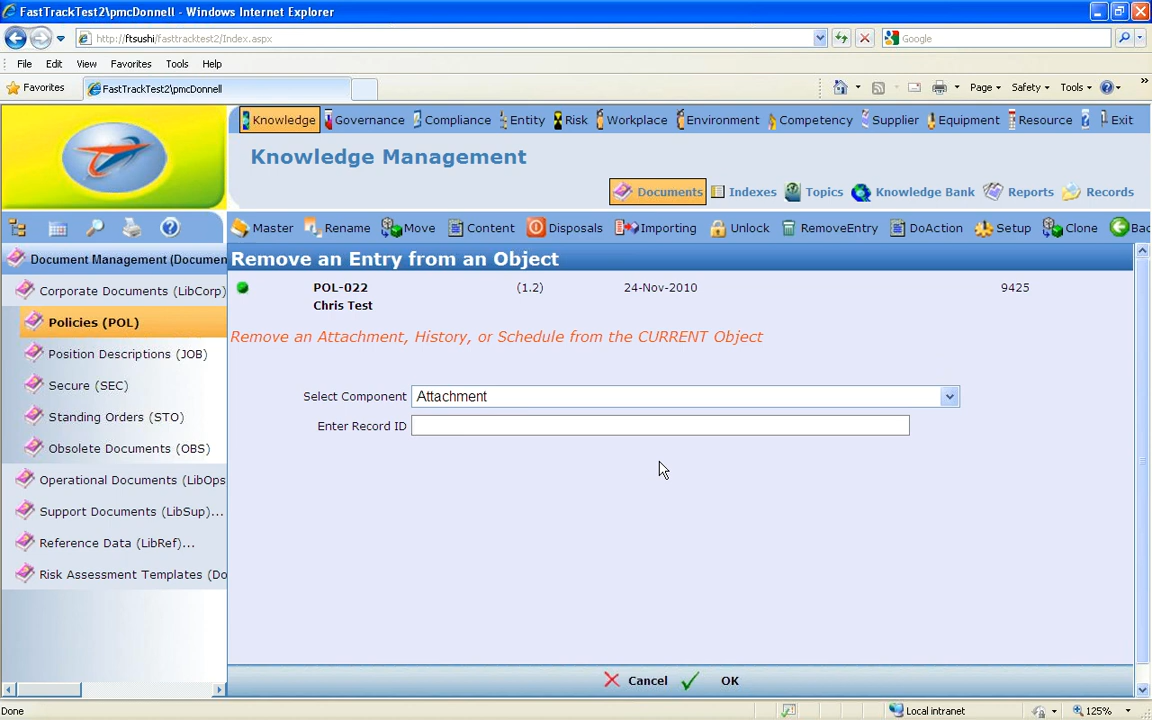 FastTrackTest2\pmcDonnell - Windows Internet Explorer
http://ftsushi/fasttracktest2/Index.aspx
Google
File Edit View Favorites Tools Help
Favorites FastTrackTest2\pmcDonnell Page Safety Tools
Knowledge Governance Compliance Entity Risk Workplace Environment Competency Supplier Equipment Resource Exit
Knowledge Management
Documents Indexes Topics Knowledge Bank Reports Records
Master Rename Move Content Disposals Importing Unlock RemoveEntry DoAction Setup Clone Bac
Document Management (Documen
Corporate Documents (LibCorp)
Policies (POL)
Position Descriptions (JOB)
Secure (SEC)
Standing Orders (STO)
Obsolete Documents (OBS)
Operational Documents (LibOps
Support Documents (LibSup)...
Reference Data (LibRef)...
Risk Assessment Templates (Do
Remove an Entry from an Object
POL-022 (1.2) 24-Nov-2010 9425
Chris Test
Remove an Attachment, History, or Schedule from the CURRENT Object
Select Component Attachment
Enter Record ID
Cancel OK
Done Local intranet 125%